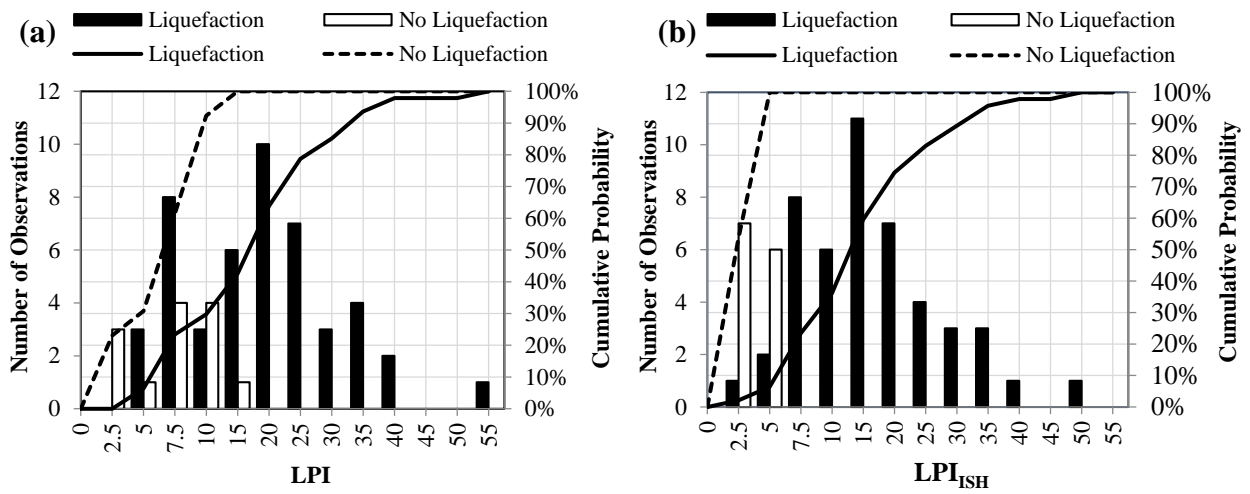 (a)
Liquefaction
No Liquefaction
Liquefaction
No Liquefaction
Number of Observations
12
10
8
6
4
2
0
100%
90%
80%
70%
60%
50%
40%
30%
20%
10%
0%
Cumulative Probability
0 2.5 5 7.5 10 15 20 25 30 35 40 45 50 55
LPI
(b)
Liquefaction
No Liquefaction
Liquefaction
No Liquefaction
Number of Observations
12
10
8
6
4
2
0
100%
90%
80%
70%
60%
50%
40%
30%
20%
10%
0%
Cumulative Probability
0 2.5 5 7.5 10 15 20 25 30 35 40 45 50 55
LPI_ISH